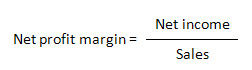 Net income
Net profit margin =
Sales